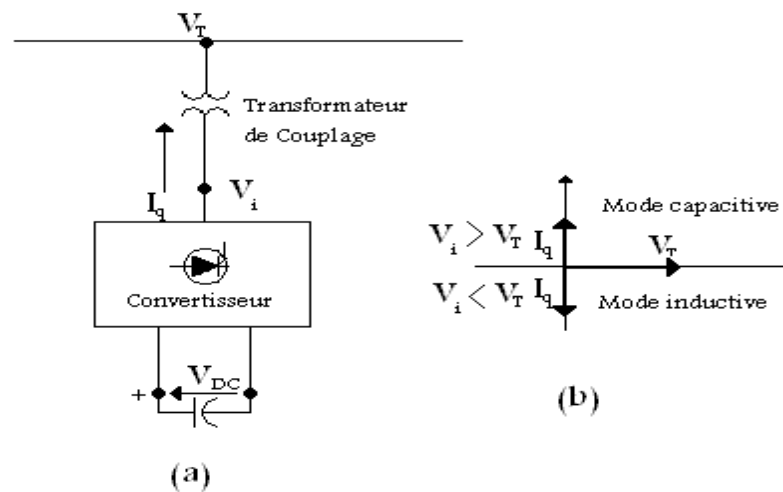 V_T
Transformateur
de Couplage
I_q
V_i
Convertisseur
+
V_DC
(a)
Mode capacitive
V_i > V_T I_q
V_T
V_i < V_T I_q
Mode inductive
(b)